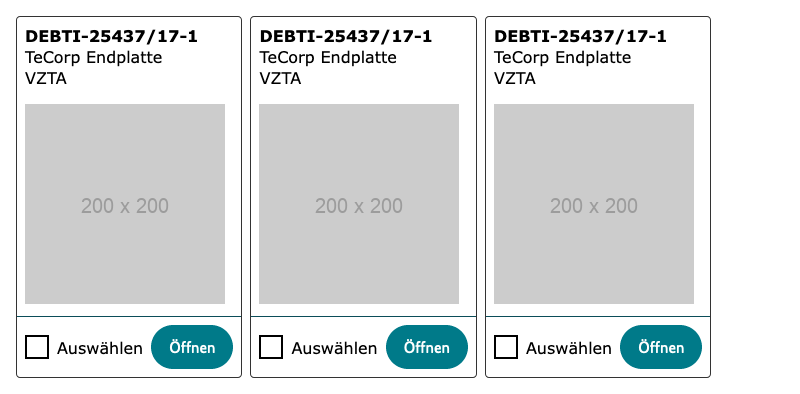 DEBTI-25437/17-1
TeCorp Endplatte
VZTA
200 x 200
Auswählen Öffnen
DEBTI-25437/17-1
TeCorp Endplatte
VZTA
200 x 200
Auswählen Öffnen
DEBTI-25437/17-1
TeCorp Endplatte
VZTA
200 x 200
Auswählen Öffnen